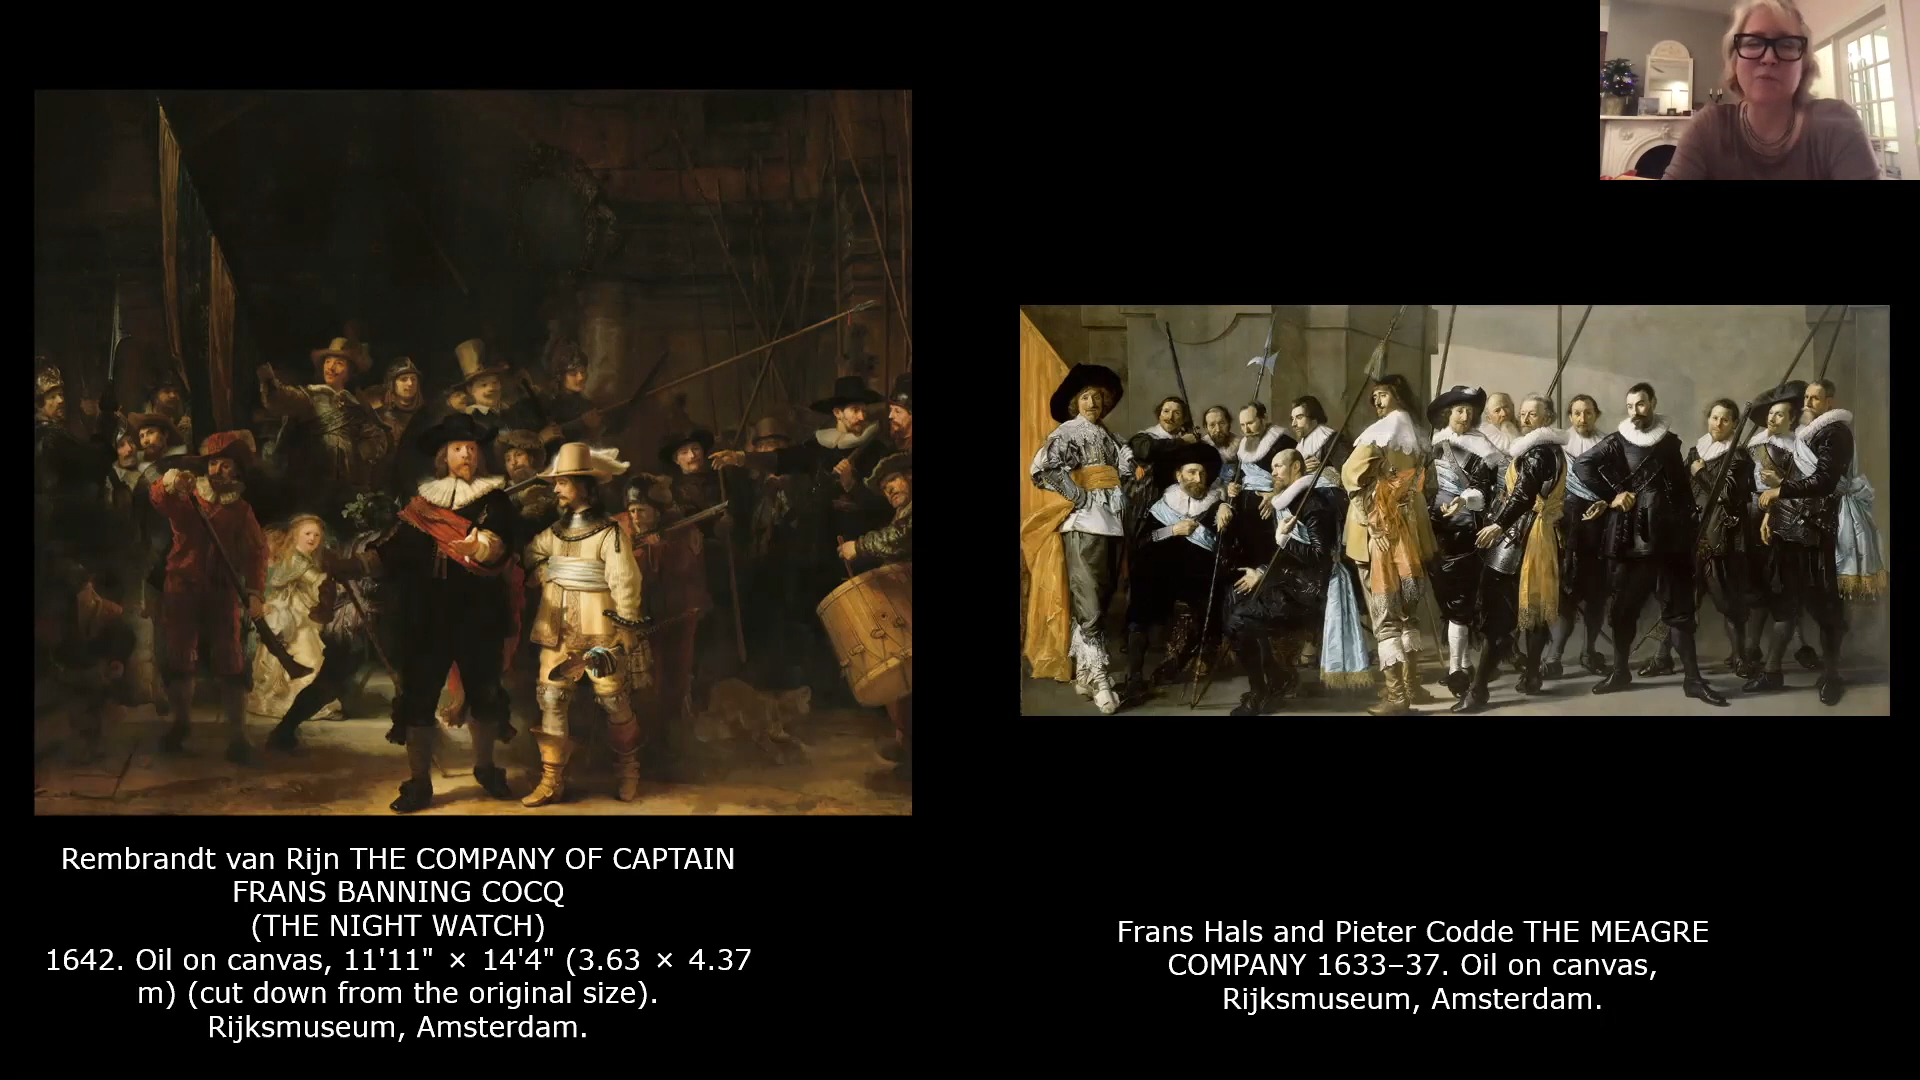 Rembrandt van Rijn THE COMPANY OF CAPTAIN
FRANS BANNING COCQ
(THE NIGHT WATCH)
1642. Oil on canvas, 11'11" × 14'4" (3.63 × 4.37
m) (cut down from the original size).
Rijksmuseum, Amsterdam.
Frans Hals and Pieter Codde THE MEAGRE
COMPANY 1633–37. Oil on canvas,
Rijksmuseum, Amsterdam.